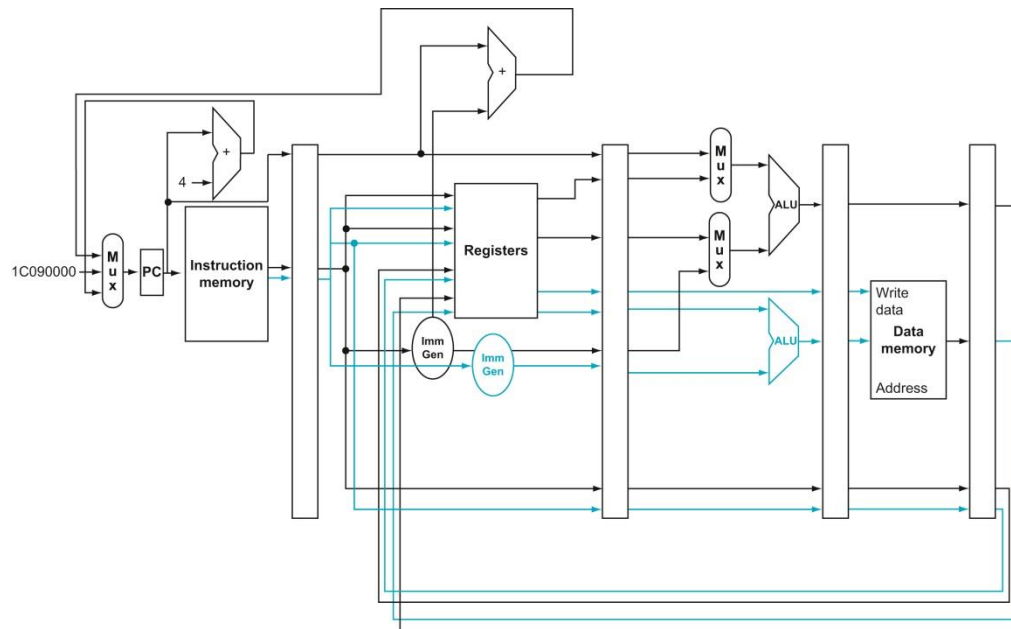 +
+
4
1C090000
M
u
x
PC
Instruction
memory
Registers
Imm
Gen
Imm
Gen
M
u
x
M
u
x
ALU
ALU
Write
data
Data
memory
Address